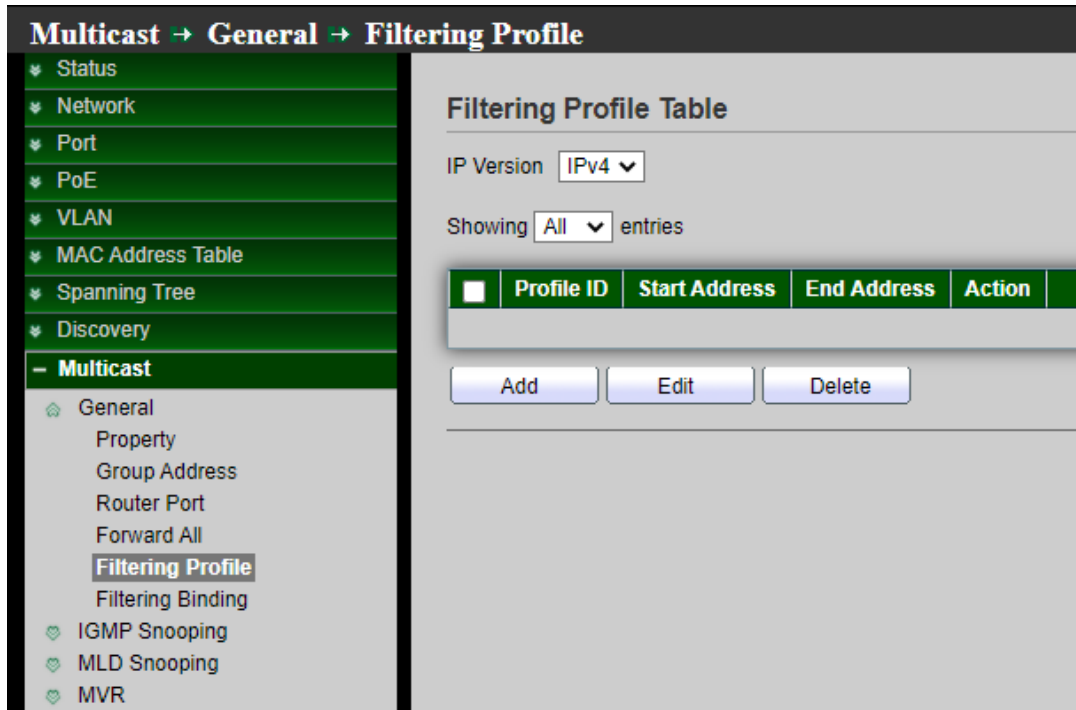 Multicast → General → Filtering Profile
Status
Network
Port
PoE
VLAN
MAC Address Table
Spanning Tree
Discovery
Multicast
General
Property
Group Address
Router Port
Forward All
Filtering Profile
Filtering Binding
IGMP Snooping
MLD Snooping
MVR
Filtering Profile Table
IP Version IPv4
Showing All entries
Profile ID Start Address End Address Action
Add Edit Delete